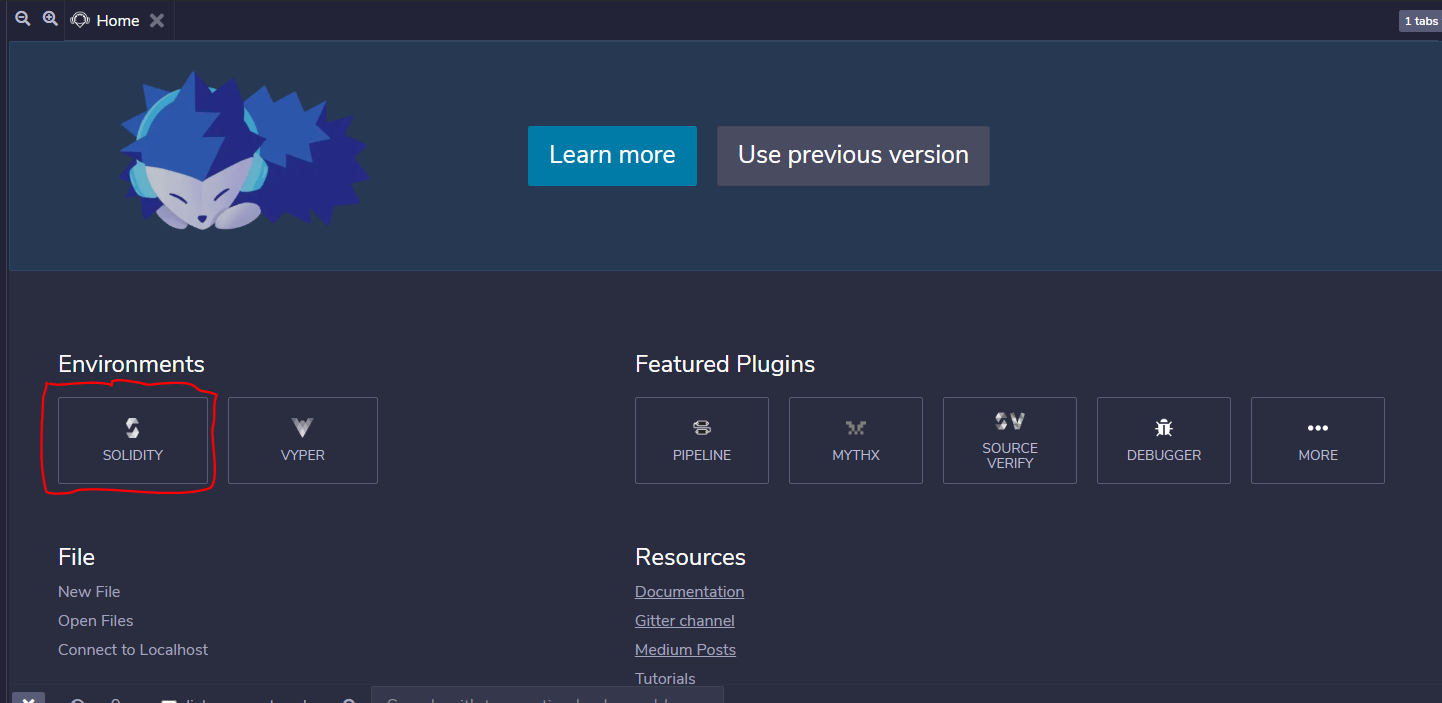 Home
1 tabs
Learn more
Use previous version
Environments
Featured Plugins
SOLIDITY
VYPER
PIPELINE
MYTHX
SOURCE
VERIFY
DEBUGGER
MORE
File
Resources
New File
Documentation
Open Files
Gitter channel
Connect to Localhost
Medium Posts
Tutorials